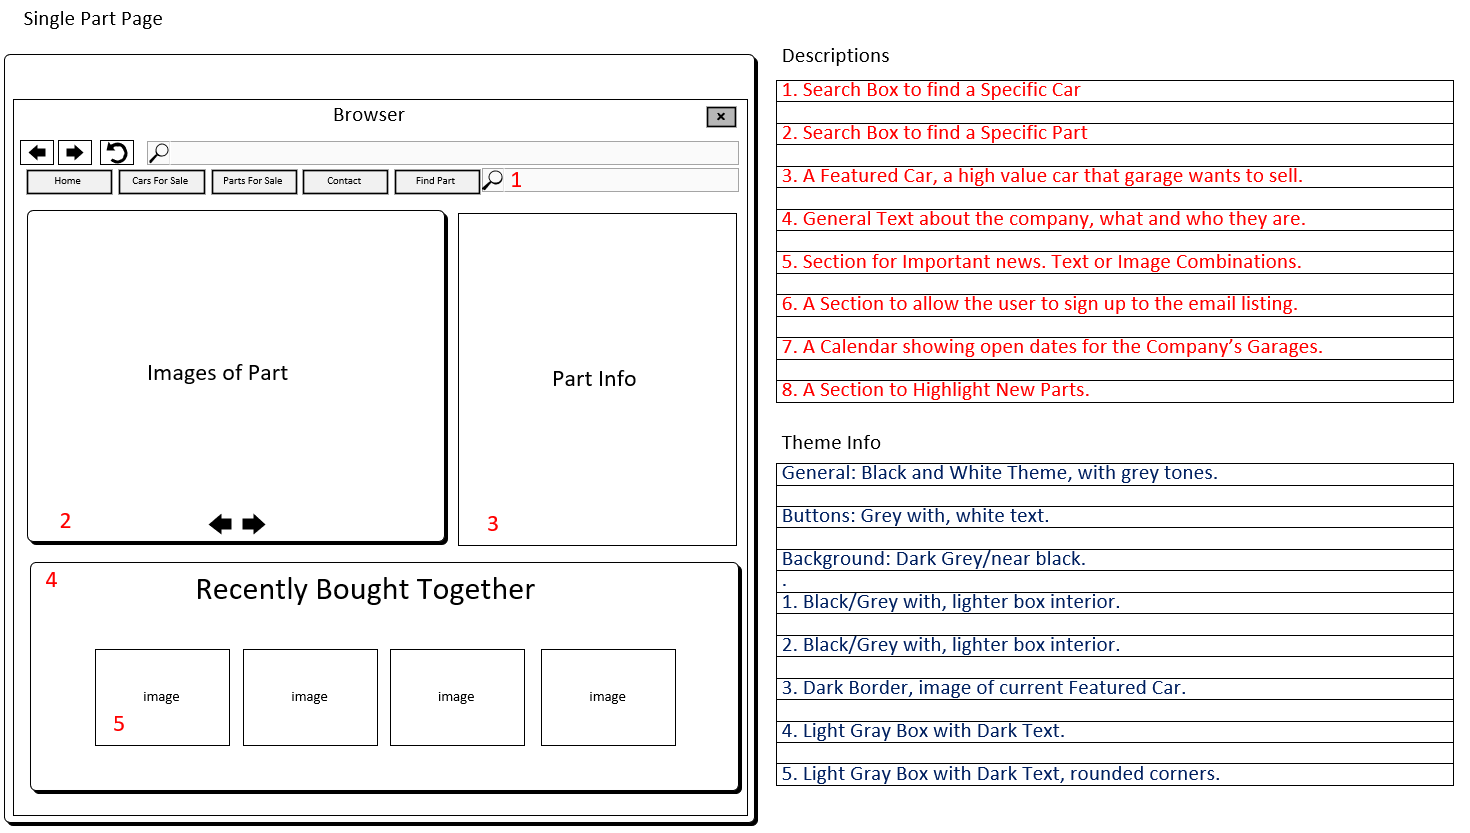 Single Part Page
Browser
Home
Cars For Sale
Parts For Sale
Contact
Find Part
1
Images of Part
2
Part Info
3
4
Recently Bought Together
image
image
image
image
5
Descriptions
1. Search Box to find a Specific Car
2. Search Box to find a Specific Part
3. A Featured Car, a high value car that garage wants to sell.
4. General Text about the company, what and who they are.
5. Section for Important news. Text or Image Combinations.
6. A Section to allow the user to sign up to the email listing.
7. A Calendar showing open dates for the Company’s Garages.
8. A Section to Highlight New Parts.
Theme Info
General: Black and White Theme, with grey tones.
Buttons: Grey with, white text.
Background: Dark Grey/near black.
.
1. Black/Grey with, lighter box interior.
2. Black/Grey with, lighter box interior.
3. Dark Border, image of current Featured Car.
4. Light Gray Box with Dark Text.
5. Light Gray Box with Dark Text, rounded corners.